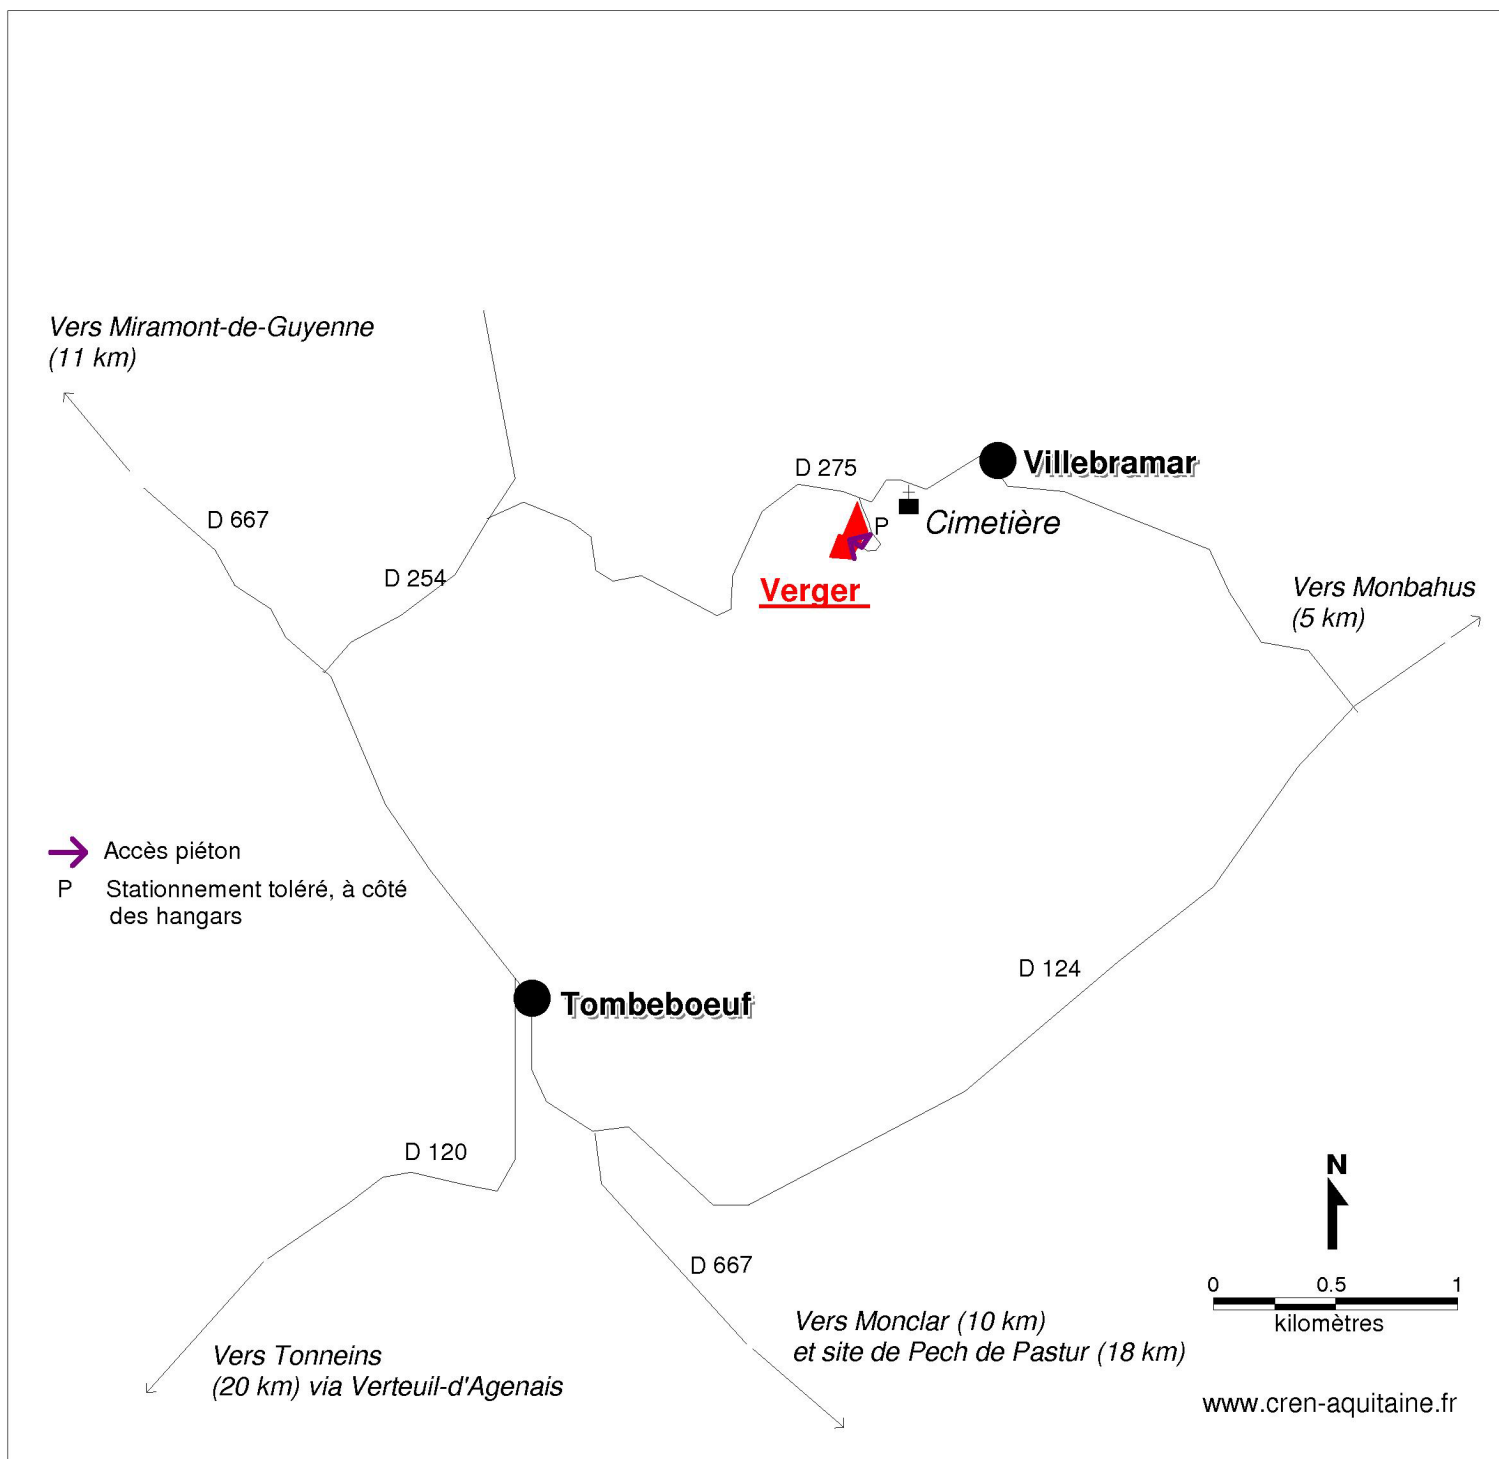 Vers Miramont-de-Guyenne
(11 km)
D 275
Villebramar
D 667
P
Cimetière
D 254
Verger
Vers Monbahus
(5 km)
Accès piéton
P Stationnement toléré, à côté
des hangars
D 124
Tombeboeuf
D 120
N
D 667
0 0.5 1
kilomètres
Vers Monclar (10 km)
et site de Pech de Pastur (18 km)
Vers Tonneins
(20 km) via Verteuil-d'Agenais
www.cren-aquitaine.fr